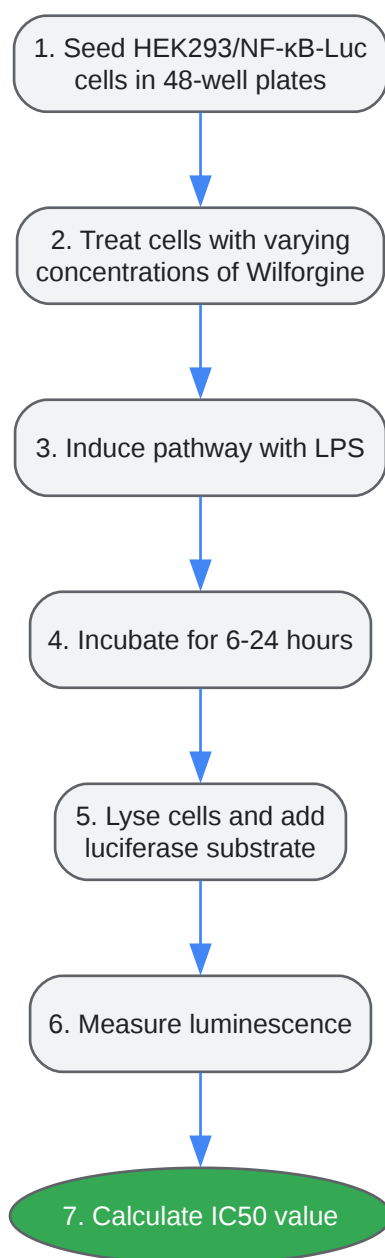 1. Seed HEK293/NF-κB-Luc
cells in 48-well plates
2. Treat cells with varying
concentrations of Wilforgine
3. Induce pathway with LPS
4. Incubate for 6-24 hours
5. Lyse cells and add
luciferase substrate
6. Measure luminescence
7. Calculate IC50 value